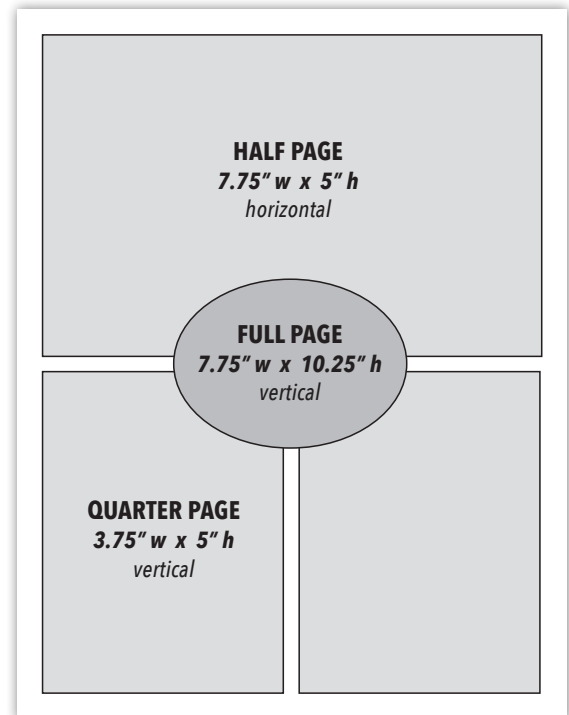 HALF PAGE
7.75” w x 5” h
horizontal
FULL PAGE
7.75” w x 10.25” h
vertical
QUARTER PAGE
3.75” w x 5” h
vertical